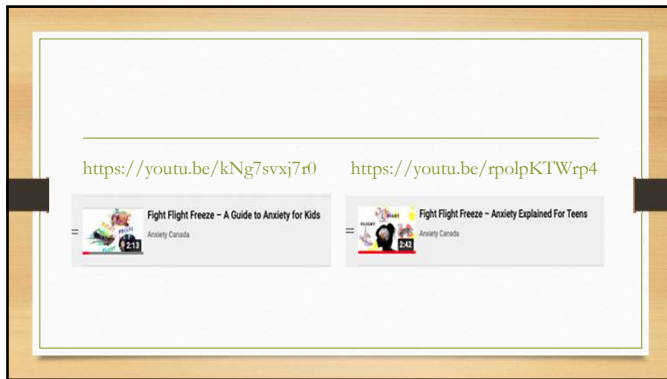 https://youtu.be/kNg7svxj7r0 https://youtu.be/rpolpKTWrp4
= Fight Flight Freeze – A Guide to Anxiety for Kids
Anxiety Canada
2:13
= Fight Flight Freeze – Anxiety Explained For Teens
Anxiety Canada
2:42